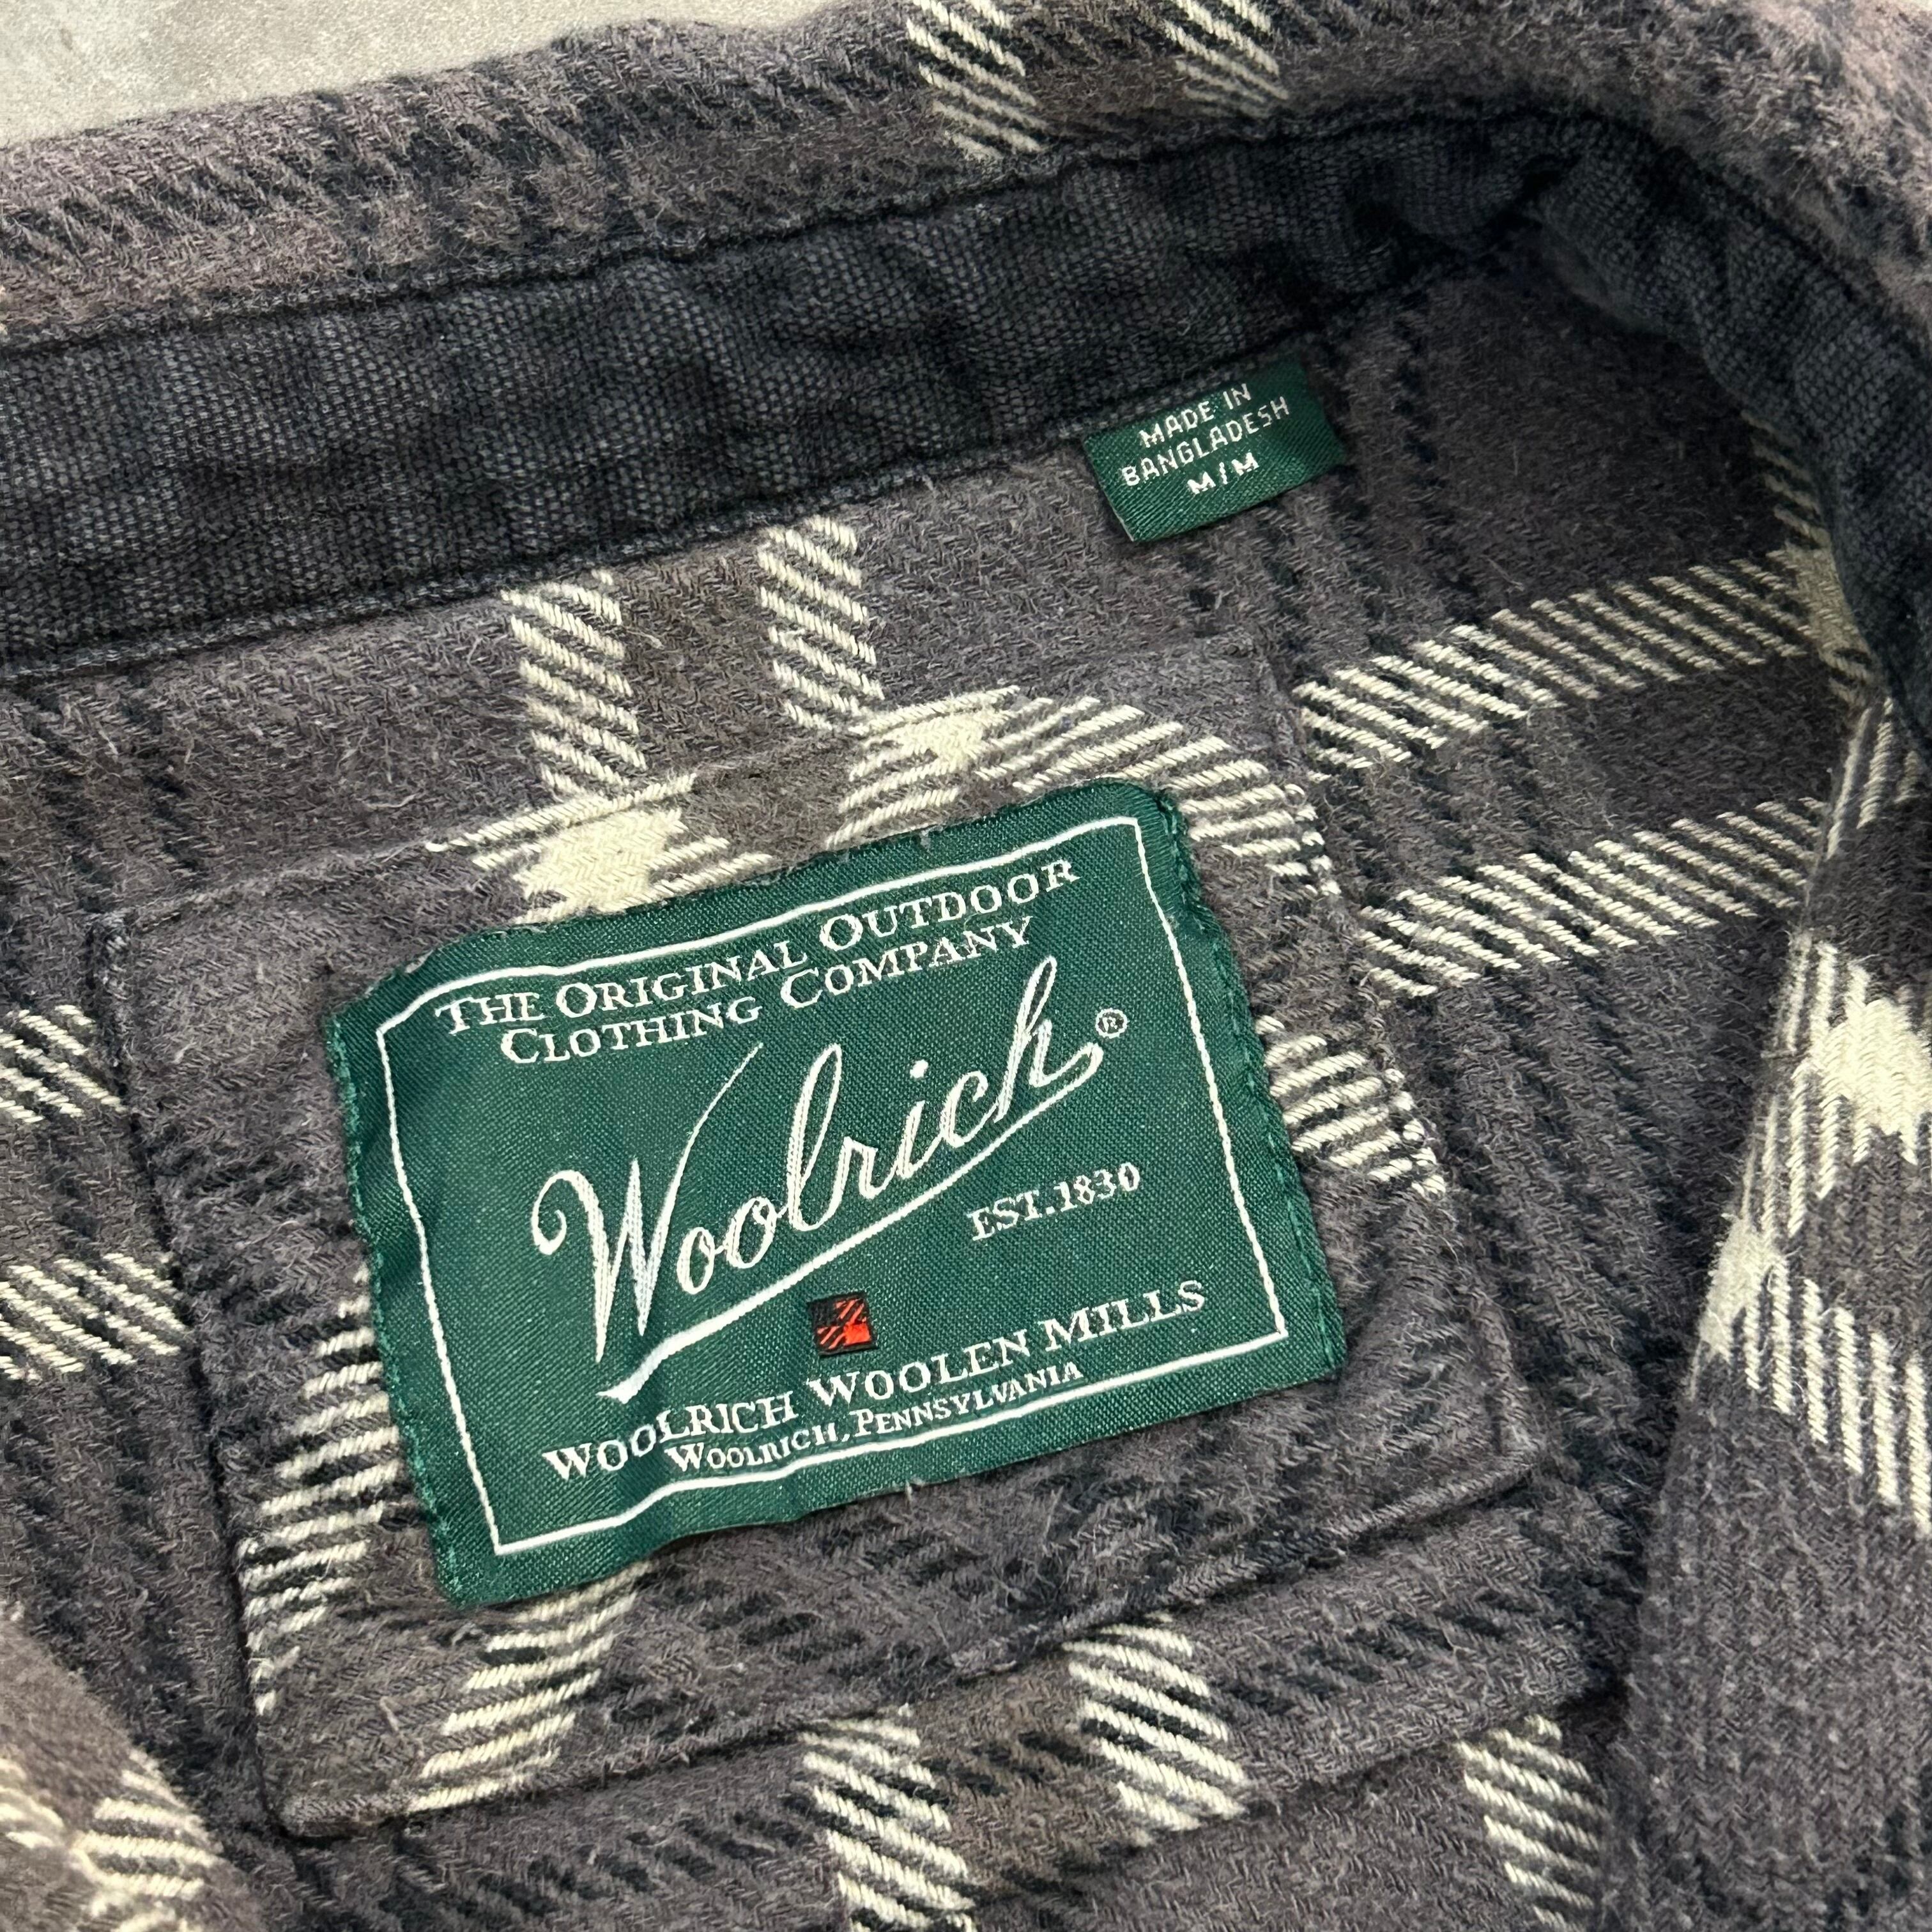 MADE IN
BANGLADESH
M/M
THE ORIGINAL OUTDOOR
CLOTHING COMPANY
Woolrich®
EST. 1830
WOOLRICH WOOLEN MILLS
WOOLRICH, PENNSYLVANIA